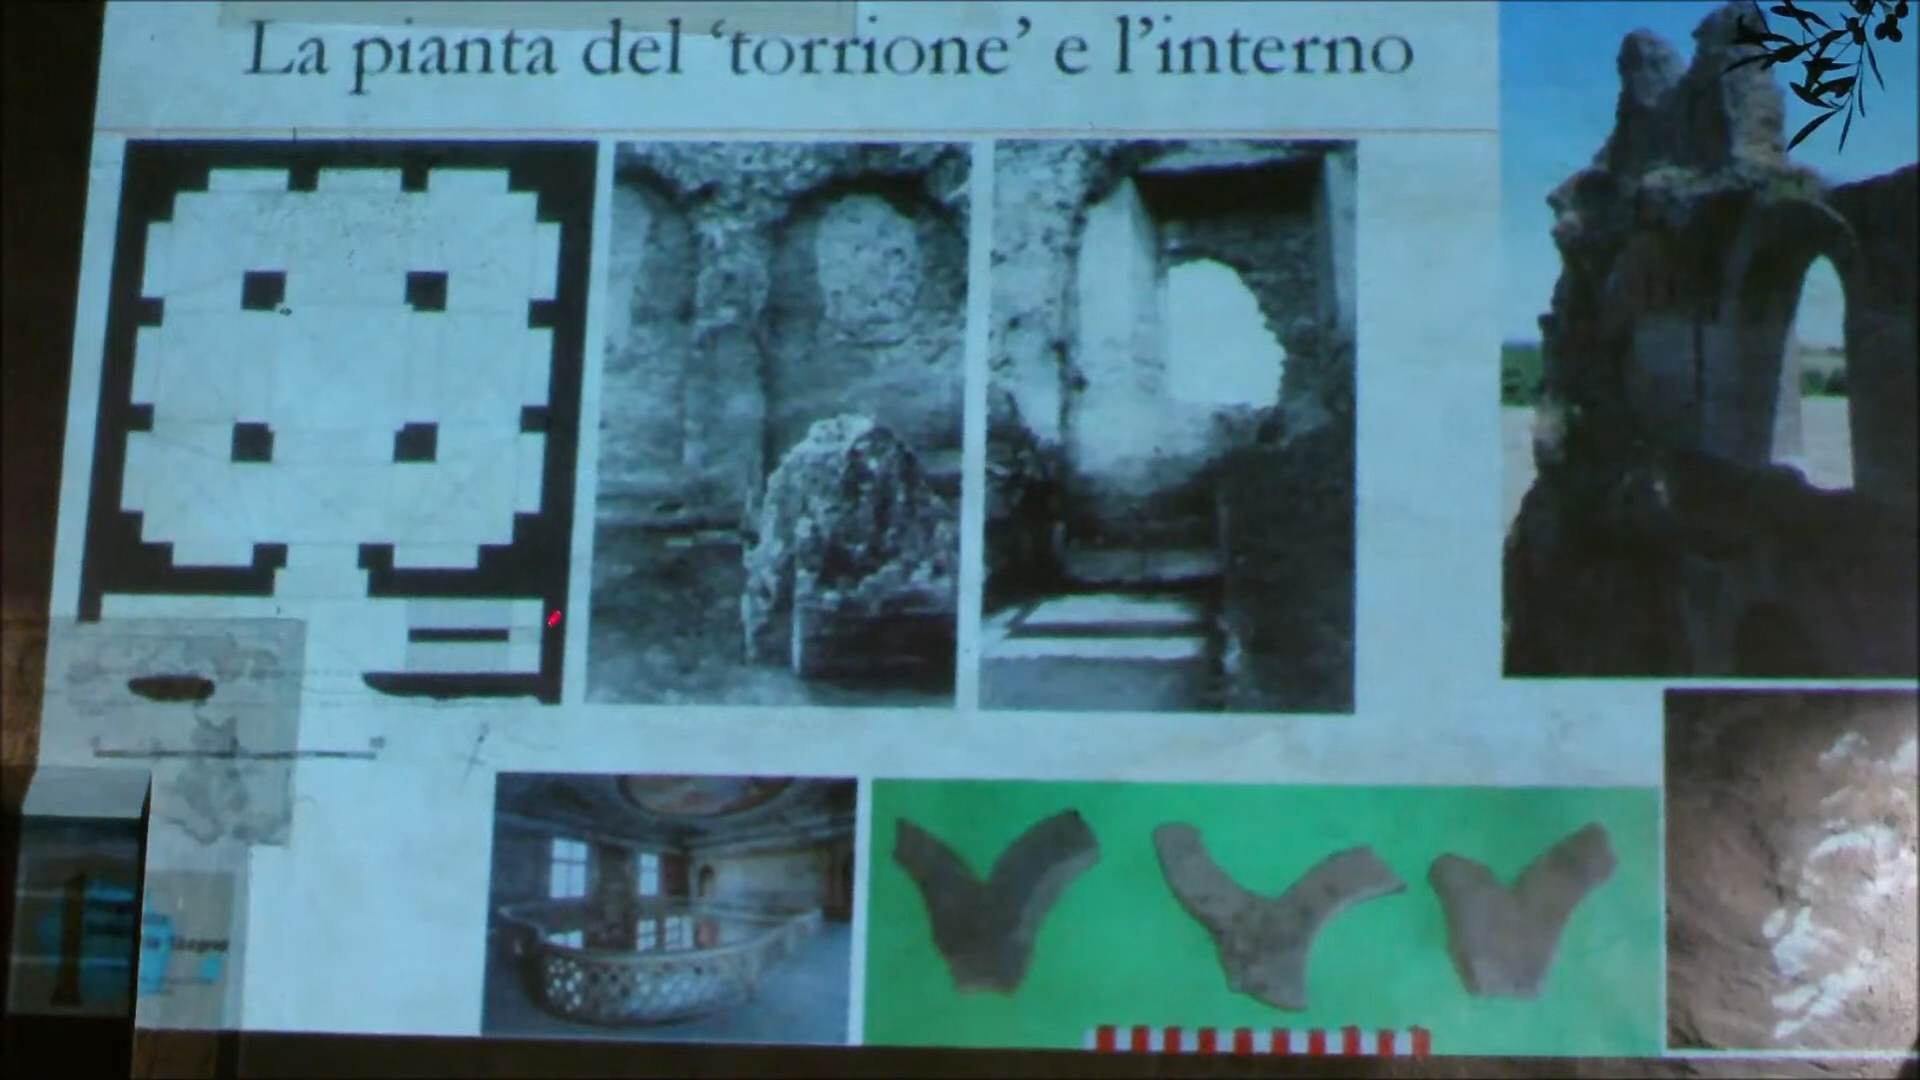 La pianta del ‘torrione’ e l’interno